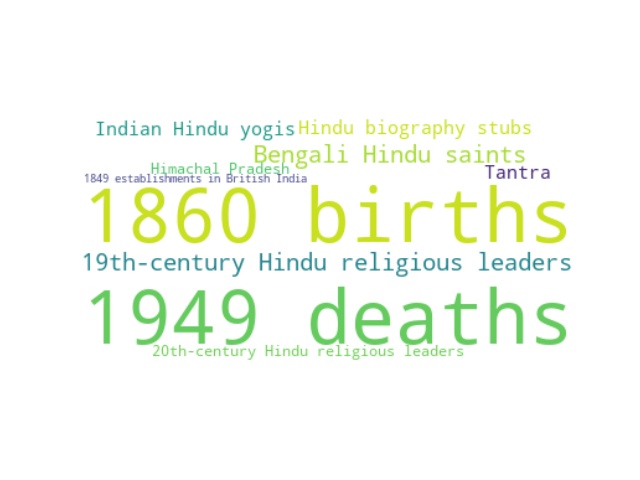 Indian Hindu yogis Hindu biography stubs
Bengali Hindu saints
Himachal Pradesh Tantra
1849 establishments in British India
1860 births
19th-century Hindu religious leaders
1949 deaths
20th-century Hindu religious leaders